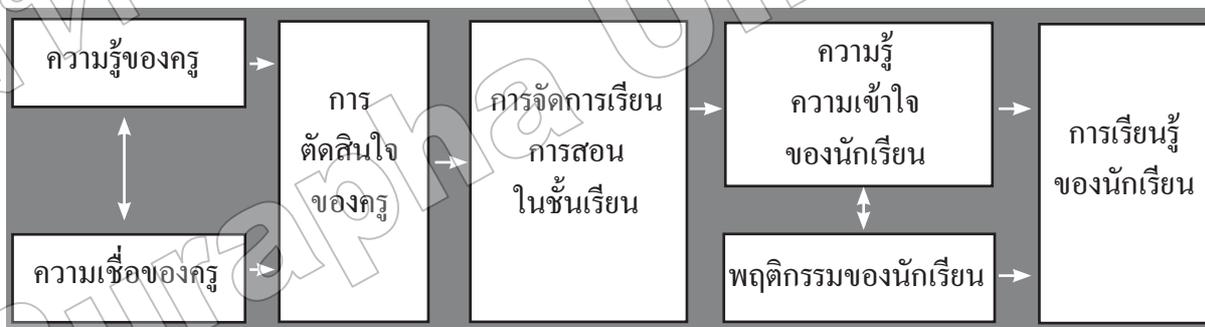 ความรู้ของครู
ความเชื่อของครู
การ
ตัดสินใจ
ของครู
การจัดการเรียน
การสอน
ในชั้นเรียน
ความรู้
ความเข้าใจ
ของนักเรียน
พฤติกรรมของนักเรียน
การเรียนรู้
ของนักเรียน
urapha U